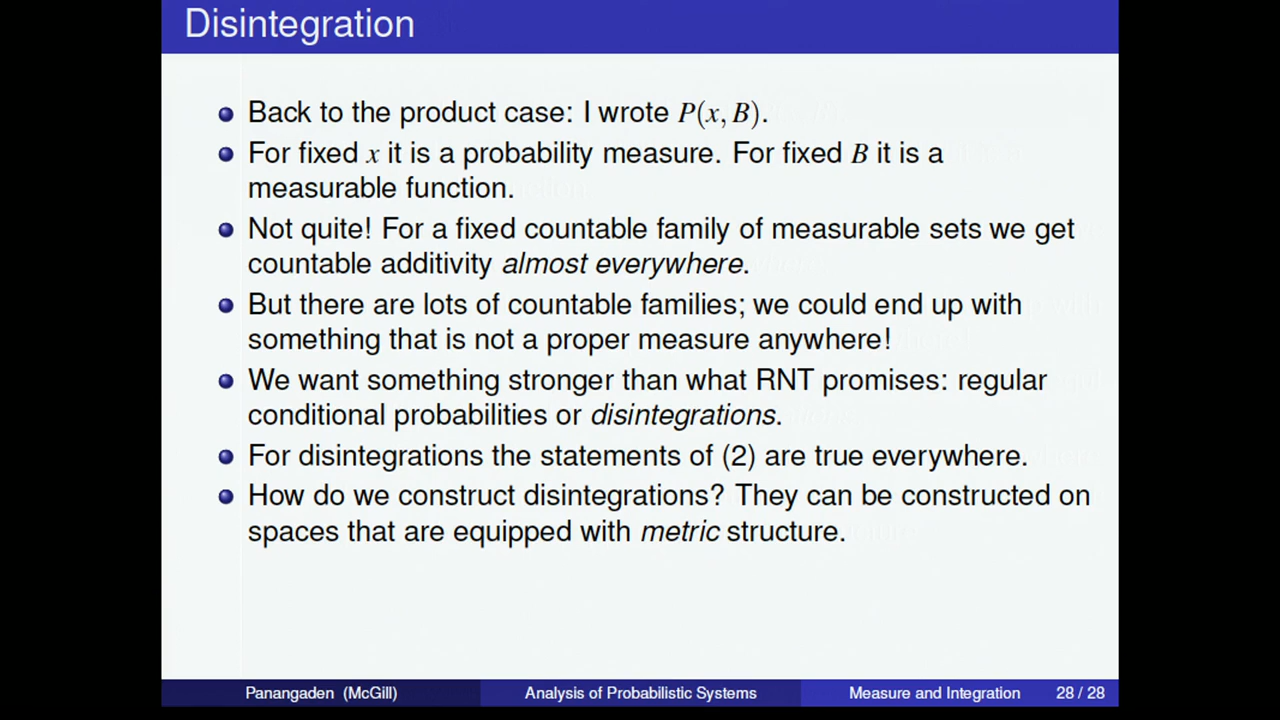 Disintegration
Back to the product case: I wrote P(x, B).
For fixed x it is a probability measure. For fixed B it is a
measurable function.
Not quite! For a fixed countable family of measurable sets we get
countable additivity almost everywhere.
But there are lots of countable families; we could end up with
something that is not a proper measure anywhere!
We want something stronger than what RNT promises: regular
conditional probabilities or disintegrations.
For disintegrations the statements of (2) are true everywhere.
How do we construct disintegrations? They can be constructed on
spaces that are equipped with metric structure.
Panangaden (McGill) Analysis of Probabilistic Systems Measure and Integration 28 / 28